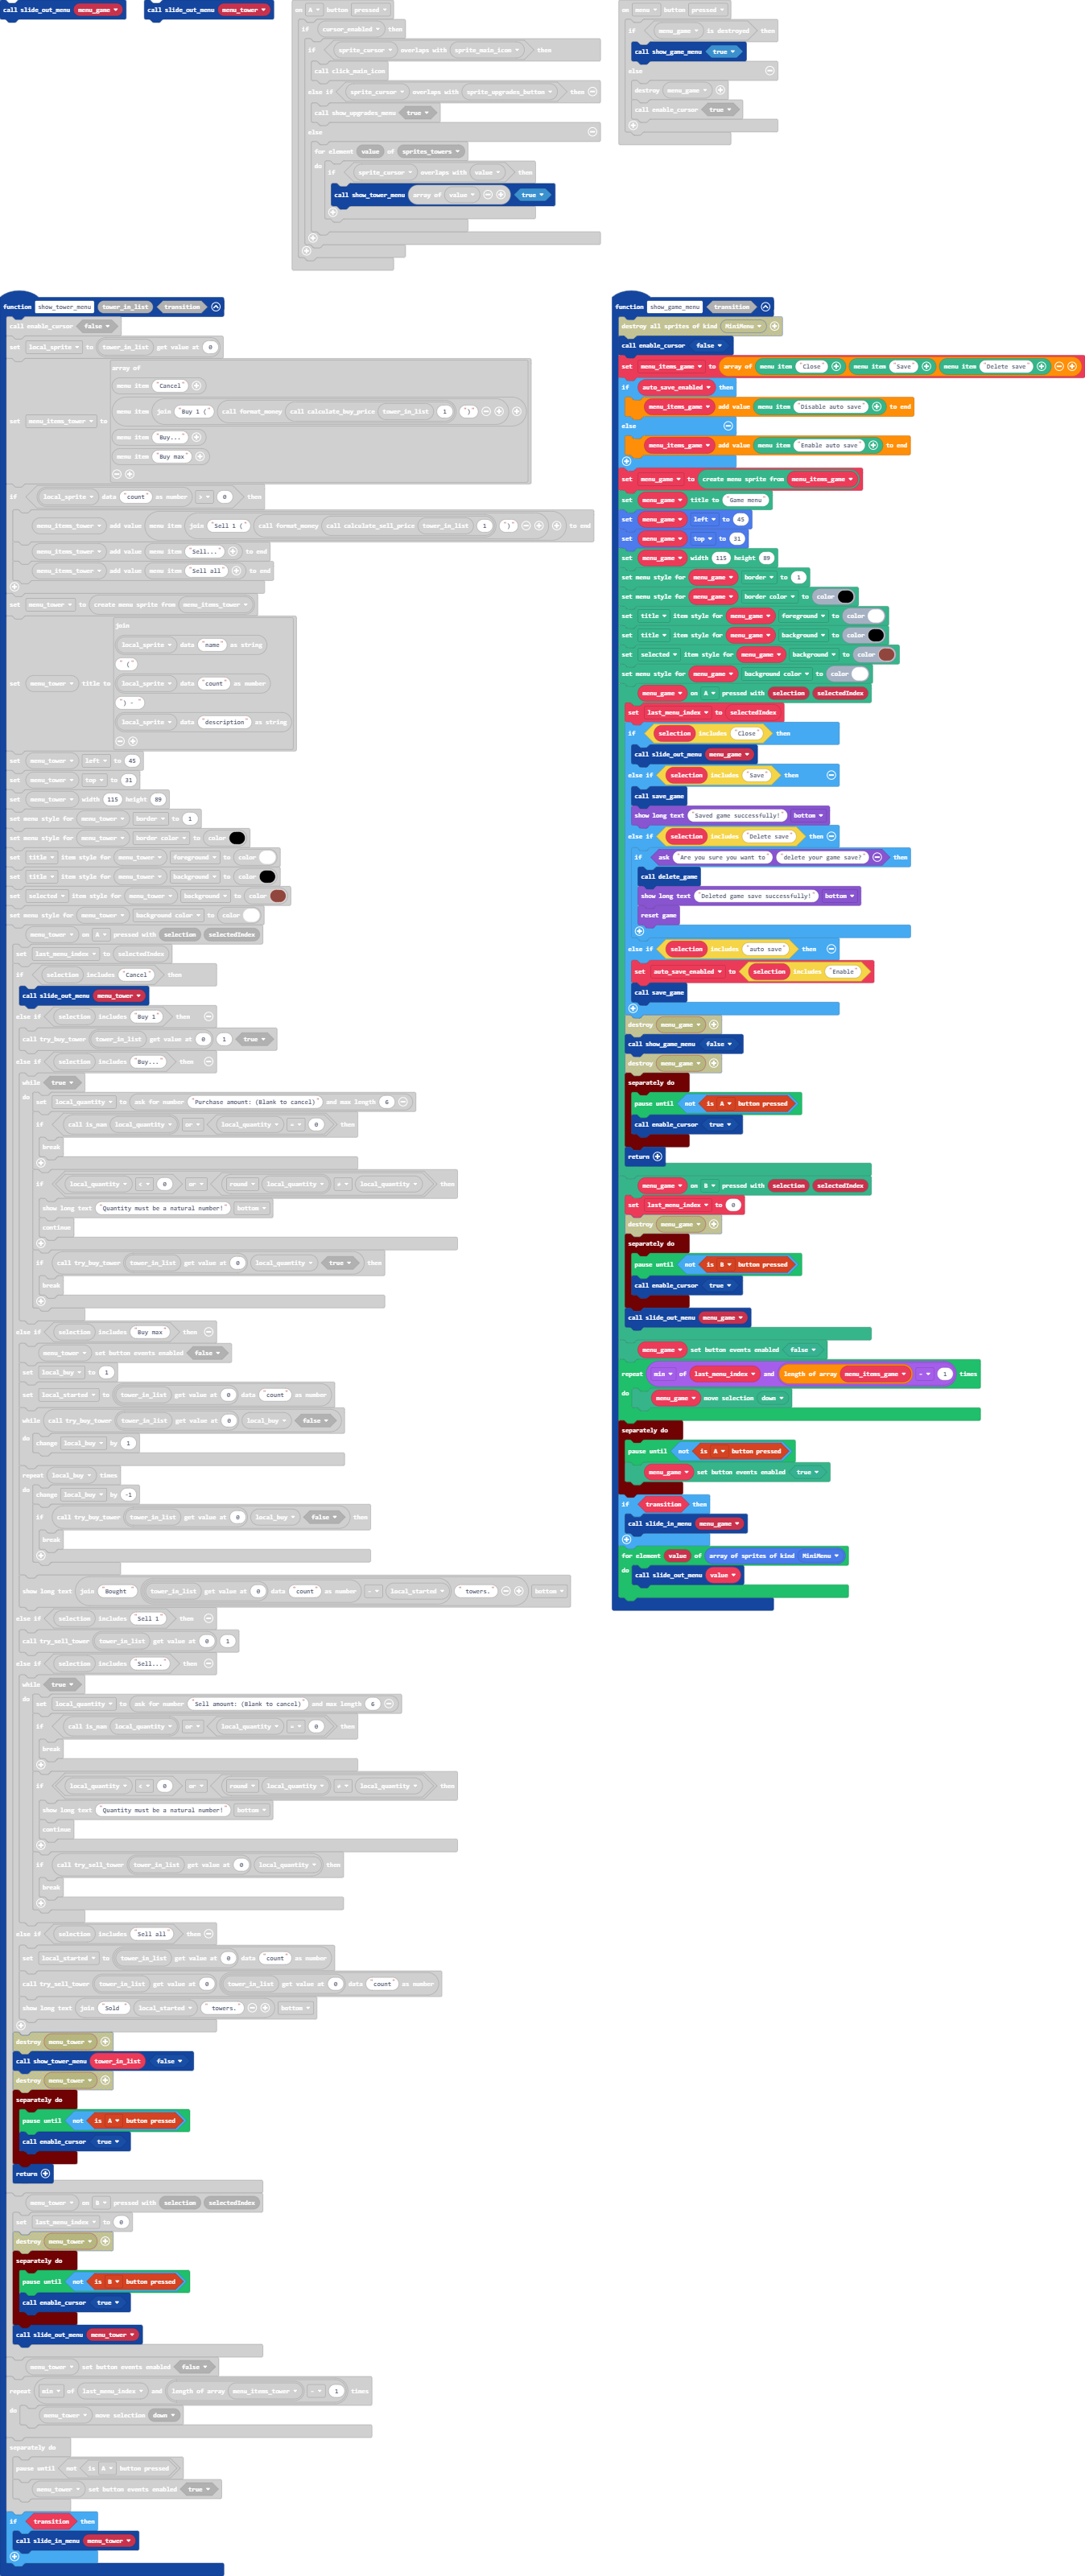 call slide_out_menu menu_game
call slide_out_menu menu_tower
on A button pressed
if cursor_enabled then
if sprite_cursor overlaps with sprite_main_icon then
call click_main_icon
else if sprite_cursor overlaps with sprite_upgrades_button then
call show_upgrades_menu true
else
for element value of sprites_towers
do
if sprite_cursor overlaps with value then
call show_tower_menu array of value true
on menu button pressed
if menu_game is destroyed then
call show_game_menu true
else
destroy menu_game
call enable_cursor true
function show_tower_menu tower_in_list transition
call enable_cursor false
set local_sprite to tower_in_list get value at 0
set menu_items_tower to array of
menu item "Cancel"
menu item join "Buy 1 (" call format_money call calculate_buy_price tower_in_list 1 ")"
menu item "Buy..."
menu item "Buy max"
if local_sprite data "count" as number > 0 then
menu_items_tower add value menu item join "Sell 1 (" call format_money call calculate_sell_price tower_in_list 1 ")" to end
menu_items_tower add value menu item "Sell..." to end
menu_items_tower add value menu item "Sell all" to end
set menu_tower to create menu sprite from menu_items_tower
set menu_tower title to join
local_sprite data "name" as string
" ("
local_sprite data "count" as number
") - "
local_sprite data "description" as string
set menu_tower left to 45
set menu_tower top to 31
set menu_tower width 115 height 89
set menu style for menu_tower border to 1
set menu style for menu_tower border color to color
set title item style for menu_tower foreground to color
set title item style for menu_tower background to color
set selected item style for menu_tower background to color
set menu style for menu_tower background color to color
menu_tower on A pressed with selection selectedIndex
set last_menu_index to selectedIndex
if selection includes "Cancel" then
call slide_out_menu menu_tower
else if selection includes "Buy 1" then
call try_buy_tower tower_in_list get value at 0 1 true
else if selection includes "Buy..." then
while true
do
set local_quantity to ask for number "Purchase amount: (Blank to cancel)" and max length 6
if call is_nan local_quantity or local_quantity = 0 then
break
if local_quantity < 0 or round local_quantity ≠ local_quantity then
show long text "Quantity must be a natural number!" bottom
continue
if call try_buy_tower tower_in_list get value at 0 local_quantity true then
break
else if selection includes "Buy max" then
menu_tower set button events enabled false
set local_buy to 1
set local_started to tower_in_list get value at 0 data "count" as number
while call try_buy_tower tower_in_list get value at 0 local_buy false
do
change local_buy by 1
repeat local_buy times
do
change local_buy by -1
if call try_buy_tower tower_in_list get value at 0 local_buy false then
break
show long text join "Bought " tower_in_list get value at 0 data "count" as number - local_started " towers." bottom
else if selection includes "Sell 1" then
call try_sell_tower tower_in_list get value at 0 1
else if selection includes "Sell..." then
while true
do
set local_quantity to ask for number "Sell amount: (Blank to cancel)" and max length 6
if call is_nan local_quantity or local_quantity = 0 then
break
if local_quantity < 0 or round local_quantity ≠ local_quantity then
show long text "Quantity must be a natural number!" bottom
continue
if call try_sell_tower tower_in_list get value at 0 local_quantity then
break
else if selection includes "Sell all" then
set local_started to tower_in_list get value at 0 data "count" as number
call try_sell_tower tower_in_list get value at 0 tower_in_list get value at 0 data "count" as number
show long text join "Sold " local_started " towers." bottom
destroy menu_tower
call show_tower_menu tower_in_list false
destroy menu_tower
separately do
pause until not is A button pressed
call enable_cursor true
return
menu_tower on B pressed with selection selectedIndex
set last_menu_index to 0
destroy menu_tower
separately do
pause until not is B button pressed
call enable_cursor true
call slide_out_menu menu_tower
menu_tower set button events enabled false
repeat min of last_menu_index and length of array menu_items_tower - 1 times
do
menu_tower move selection down
separately do
pause until not is A button pressed
menu_tower set button events enabled true
if transition then
call slide_in_menu menu_tower
function show_game_menu transition
destroy all sprites of kind MiniMenu
call enable_cursor false
set menu_items_game to array of menu item "Close" menu item "Save" menu item "Delete save"
if auto_save_enabled then
menu_items_game add value menu item "Disable auto save" to end
else
menu_items_game add value menu item "Enable auto save" to end
set menu_game to create menu sprite from menu_items_game
set menu_game title to "Game menu"
set menu_game left to 45
set menu_game top to 31
set menu_game width 115 height 89
set menu style for menu_game border to 1
set menu style for menu_game border color to color
set title item style for menu_game foreground to color
set title item style for menu_game background to color
set selected item style for menu_game background to color
set menu style for menu_game background color to color
menu_game on A pressed with selection selectedIndex
set last_menu_index to selectedIndex
if selection includes "Close" then
call slide_out_menu menu_game
else if selection includes "Save" then
call save_game
show long text "Saved game successfully!" bottom
else if selection includes "Delete save" then
if ask "Are you sure you want to" "delete your game save?" then
call delete_game
show long text "Deleted game save successfully!" bottom
reset game
else if selection includes "auto save" then
set auto_save_enabled to selection includes "Enable"
call save_game
destroy menu_game
call show_game_menu false
destroy menu_game
separately do
pause until not is A button pressed
call enable_cursor true
return
menu_game on B pressed with selection selectedIndex
set last_menu_index to 0
destroy menu_game
separately do
pause until not is B button pressed
call enable_cursor true
call slide_out_menu menu_game
menu_game set button events enabled false
repeat min of last_menu_index and length of array menu_items_game - 1 times
do
menu_game move selection down
separately do
pause until not is A button pressed
menu_game set button events enabled true
if transition then
call slide_in_menu menu_game
for element value of array of sprites of kind MiniMenu
do
call slide_out_menu value